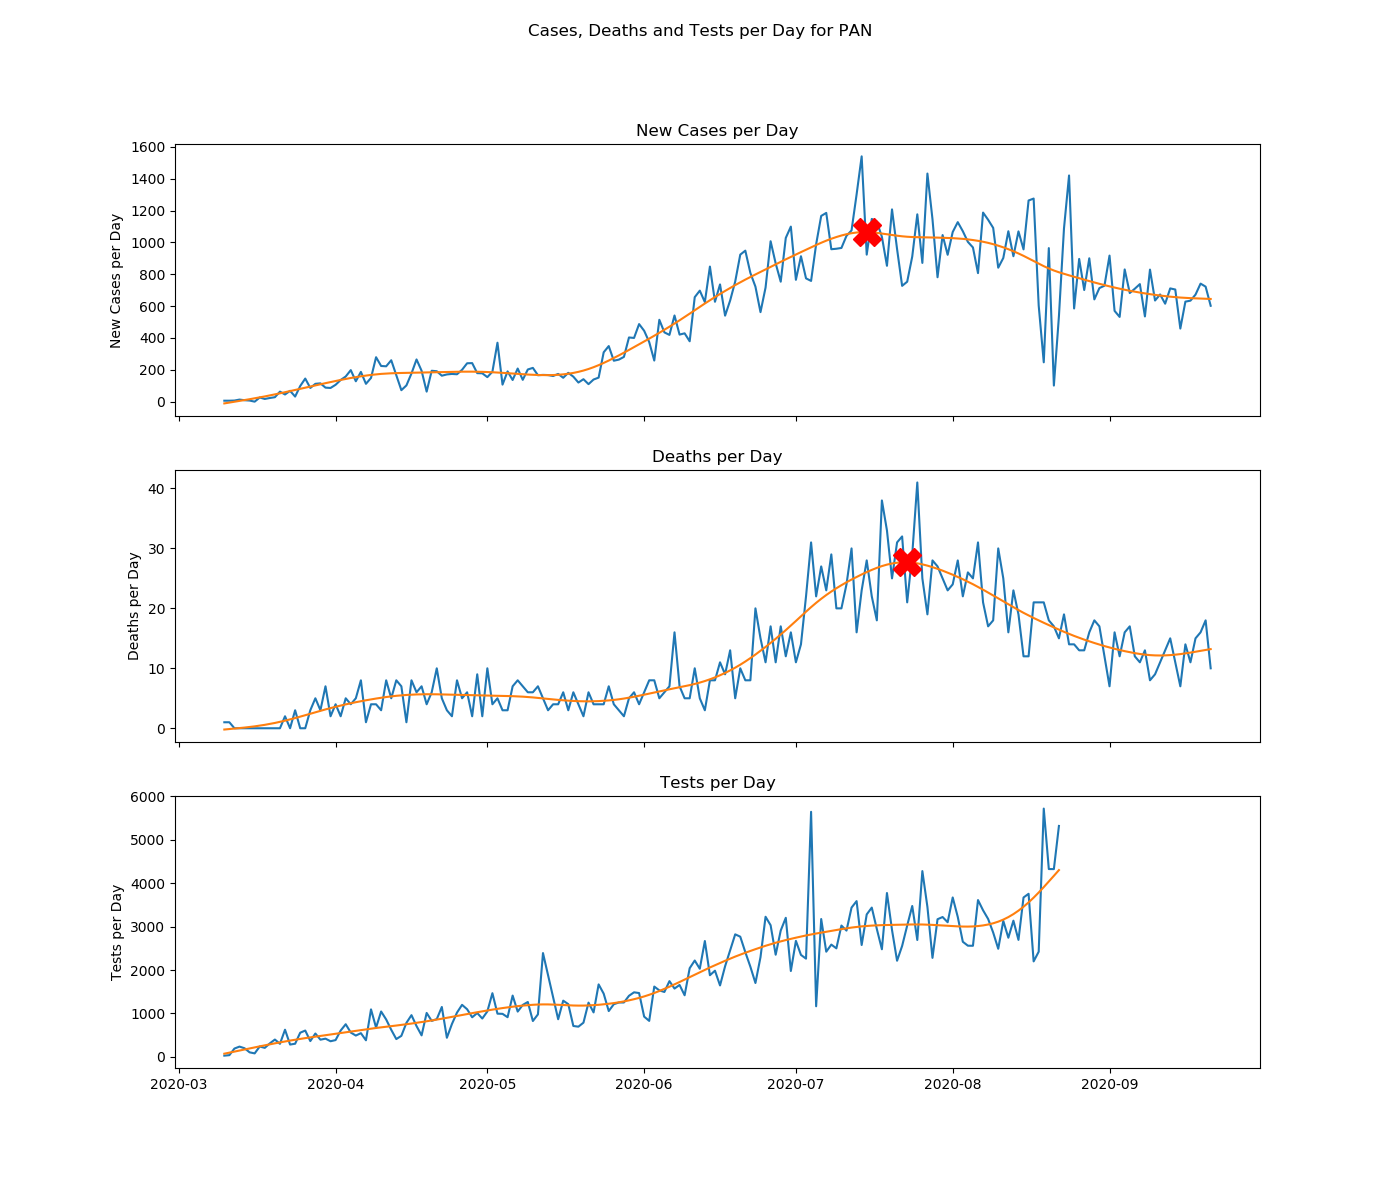 Cases, Deaths and Tests per Day for PAN
New Cases per Day
New Cases per Day
1600
1400
1200
1000
800
600
400
200
0
Deaths per Day
Deaths per Day
40
30
20
10
0
Tests per Day
Tests per Day
6000
5000
4000
3000
2000
1000
0
2020-03 2020-04 2020-05 2020-06 2020-07 2020-08 2020-09